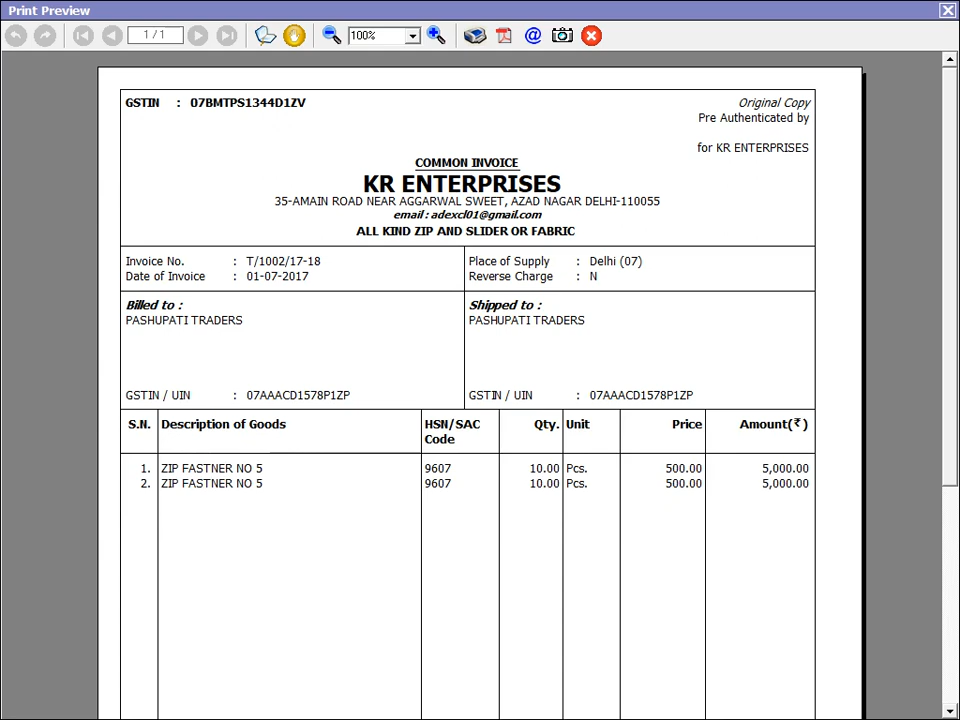 Print Preview
1 / 1
100%
GSTIN : 07BMTPS1344D1ZV
Original Copy
Pre Authenticated by
for KR ENTERPRISES
COMMON INVOICE
KR ENTERPRISES
35-AMAIN ROAD NEAR AGGARWAL SWEET, AZAD NAGAR DELHI-110055
email : adexcl01@gmail.com
ALL KIND ZIP AND SLIDER OR FABRIC
Invoice No. : T/1002/17-18
Date of Invoice : 01-07-2017
Place of Supply : Delhi (07)
Reverse Charge : N
Billed to :
PASHUPATI TRADERS
GSTIN / UIN : 07AAACD1578P1ZP
Shipped to :
PASHUPATI TRADERS
GSTIN / UIN : 07AAACD1578P1ZP
S.N. Description of Goods HSN/SAC Code Qty. Unit Price Amount(₹)
1. ZIP FASTNER NO 5 9607 10.00 Pcs. 500.00 5,000.00
2. ZIP FASTNER NO 5 9607 10.00 Pcs. 500.00 5,000.00